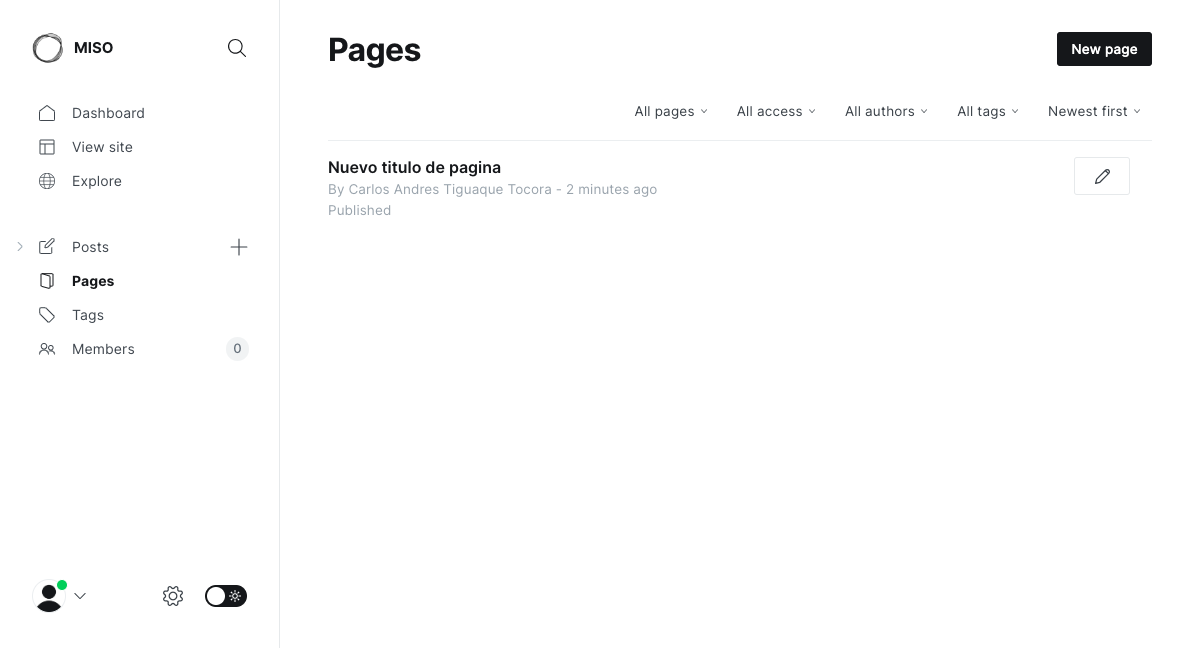 MISO
Dashboard
View site
Explore
Posts
Pages
Tags
Members 0
Pages
New page
All pages All access All authors All tags Newest first
Nuevo titulo de pagina
By Carlos Andres Tiguaque Tocora - 2 minutes ago
Published